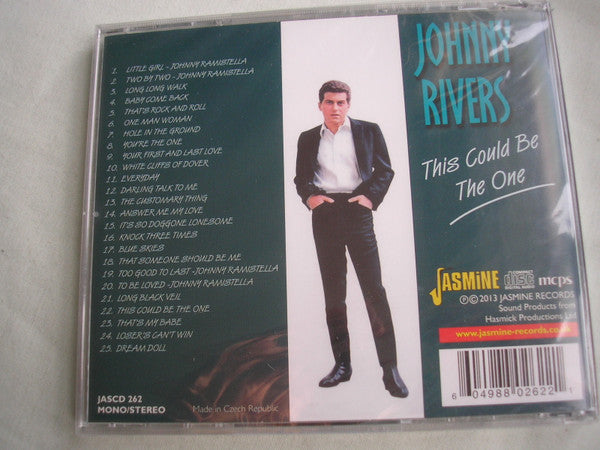 1. LITTLE GIRL - JOHNNY RAMISTELLA
2. TWO BY TWO - JOHNNY RAMISTELLA
3. LONG LONG WALK
4. BABY COME BACK
5. THAT'S ROCK AND ROLL
6. ONE MAN WOMAN
7. HOLE IN THE GROUND
8. YOU'RE THE ONE
9. YOUR FIRST AND LAST LOVE
10. WHITE CLIFFS OF DOVER
11. EVERYDAY
12. DARLING TALK TO ME
13. THE CUSTOMARY THING
14. ANSWER ME MY LOVE
15. IT'S SO DOGGONE LONESOME
16. KNOCK THREE TIMES
17. BLUE SKIES
18. THAT SOMEONE SHOULD BE ME
19. TOO GOOD TO LAST - JOHNNY RAMISTELLA
20. TO BE LOVED - JOHNNY RAMISTELLA
21. LONG BLACK VEIL
22. THIS COULD BE THE ONE
23. THAT'S MY BABE
24. LOSER'S CAN'T WIN
25. DREAM DOLL
JASCD 262
MONO/STEREO
Made in Czech Republic
JOHNNY
RIVERS
This Could Be
The One
JASMINE COMPACT disc DIGITAL AUDIO mcps
℗© 2013 JASMINE RECORDS
Sound Products from
Hasmick Productions Ltd
www.jasmine-records.co.uk
6 04988 02622 1